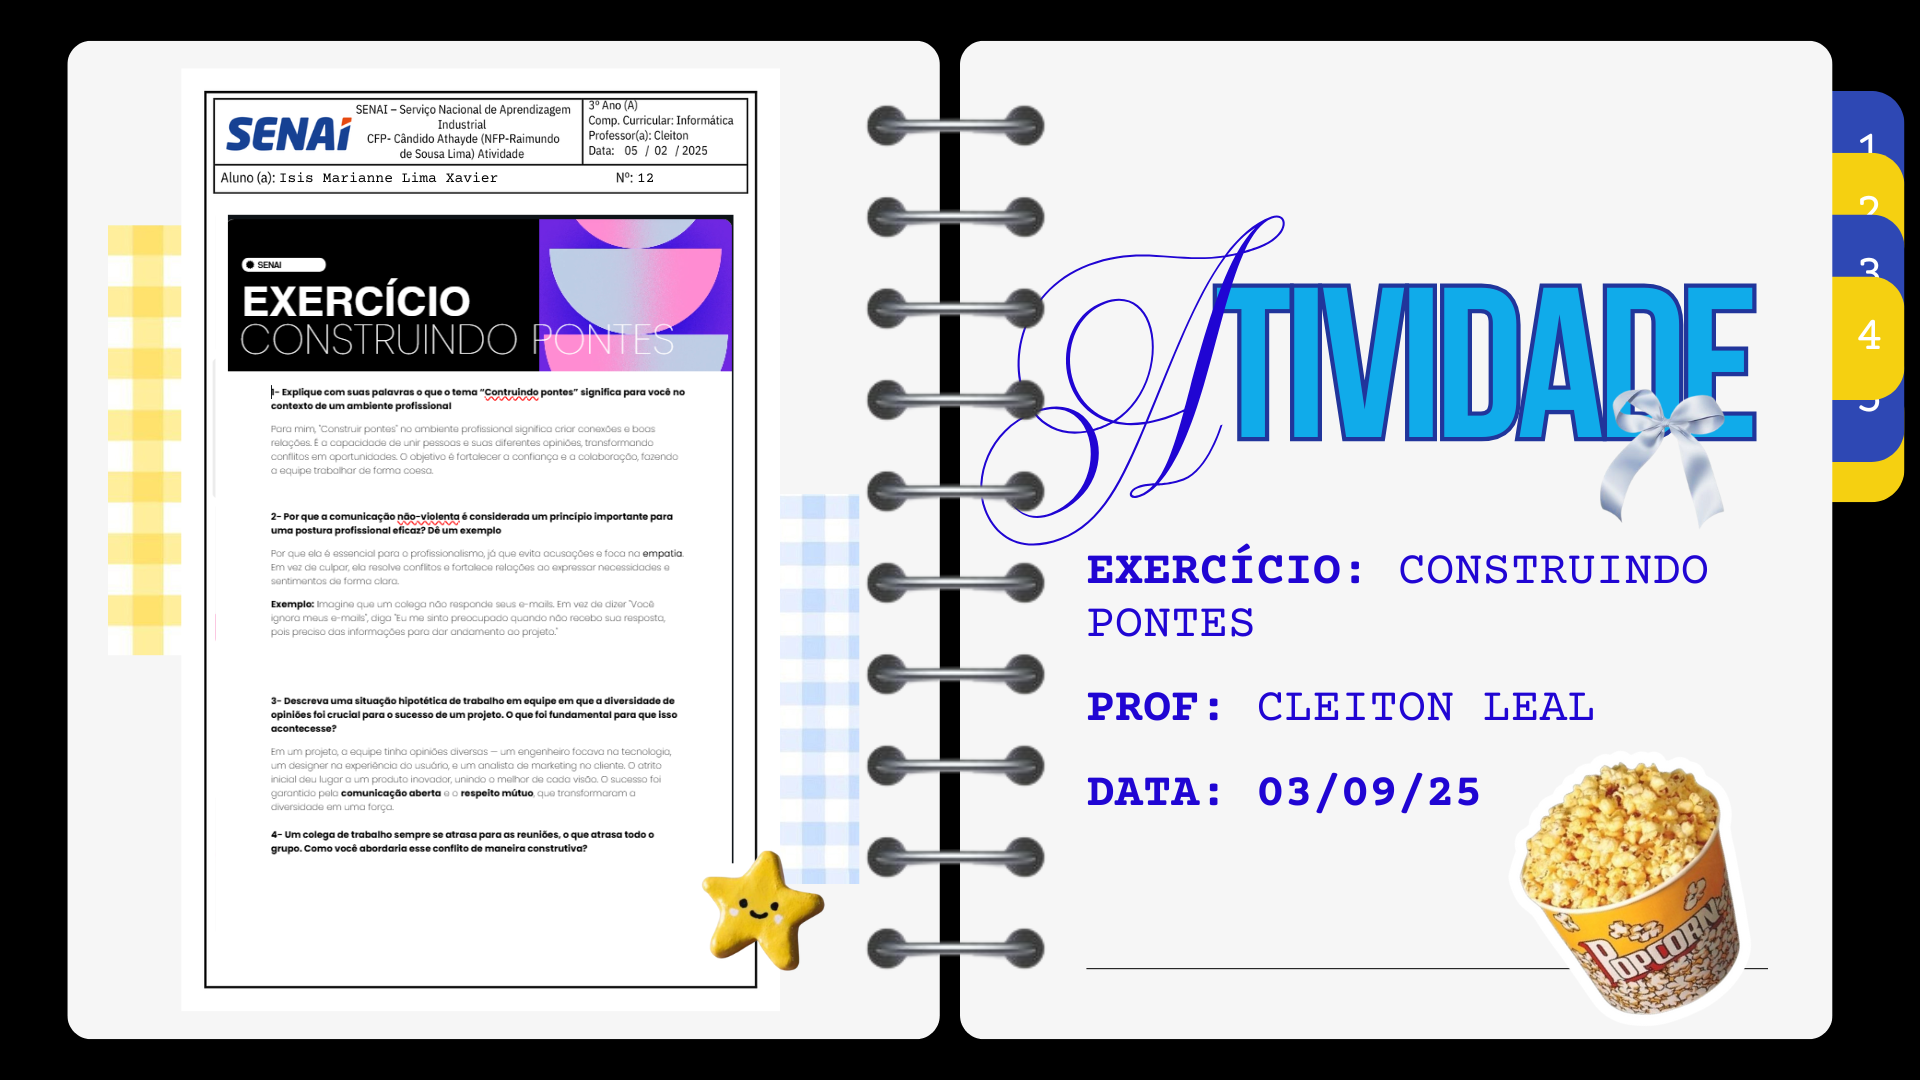 SENAI
SENAI – Serviço Nacional de Aprendizagem
Industrial
CFP- Cândido Athayde (NFP-Raimundo
de Sousa Lima) Atividade
3º Ano (A)
Comp. Curricular: Informática
Professor(a): Cleiton
Data: 05 / 02 / 2025
Aluno (a): Isis Marianne Lima Xavier Nº: 12
SENAI
EXERCÍCIO
CONSTRUINDO PONTES
1- Explique com suas palavras o que o tema “Contruindo pontes” significa para você no
contexto de um ambiente profissional
Para mim, "Construir pontes" no ambiente profissional significa criar conexões e boas
relações. É a capacidade de unir pessoas e suas diferentes opiniões, transformando
conflitos em oportunidades. O objetivo é fortalecer a confiança e a colaboração, fazendo
a equipe trabalhar de forma coesa.
2- Por que a comunicação não-violenta é considerada um princípio importante para
uma postura profissional eficaz? Dê um exemplo
Por que ela é essencial para o profissionalismo, já que evita acusações e foca na empatia.
Em vez de culpar, ela resolve conflitos e fortalece relações ao expressar necessidades e
sentimentos de forma clara.
Exemplo: Imagine que um colega não responde seus e-mails. Em vez de dizer "Você
ignora meus e-mails", diga "Eu me sinto preocupado quando não recebo sua resposta,
pois preciso das informações para dar andamento ao projeto."
3- Descreva uma situação hipotética de trabalho em equipe em que a diversidade de
opiniões foi crucial para o sucesso de um projeto. O que foi fundamental para que isso
acontecesse?
Em um projeto, a equipe tinha opiniões diversas — um engenheiro focava na tecnologia,
um designer na experiência do usuário, e um analista de marketing no cliente. O atrito
inicial deu lugar a um produto inovador, unindo o melhor de cada visão. O sucesso foi
garantido pela comunicação aberta e o respeito mútuo, que transformaram a
diversidade em uma força.
4- Um colega de trabalho sempre se atrasa para as reuniões, o que atrasa todo o
grupo. Como você abordaria esse conflito de maneira construtiva?
ATIVIDADE
EXERCÍCIO: CONSTRUINDO
PONTES
PROF: CLEITON LEAL
DATA: 03/09/25
POPCORN
1
2
3
4
5